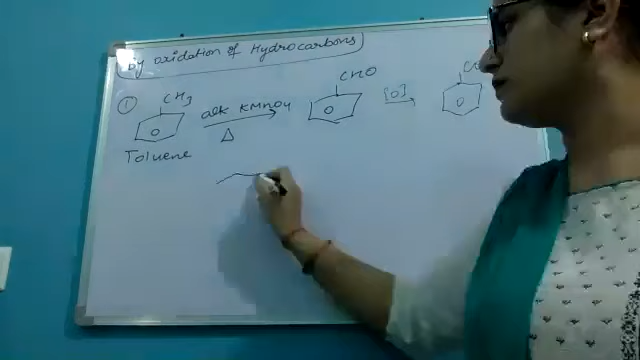 by oxidation of Hydrocarbons
① CH3 alk KMnO4 CHO [O]
Δ
Toluene